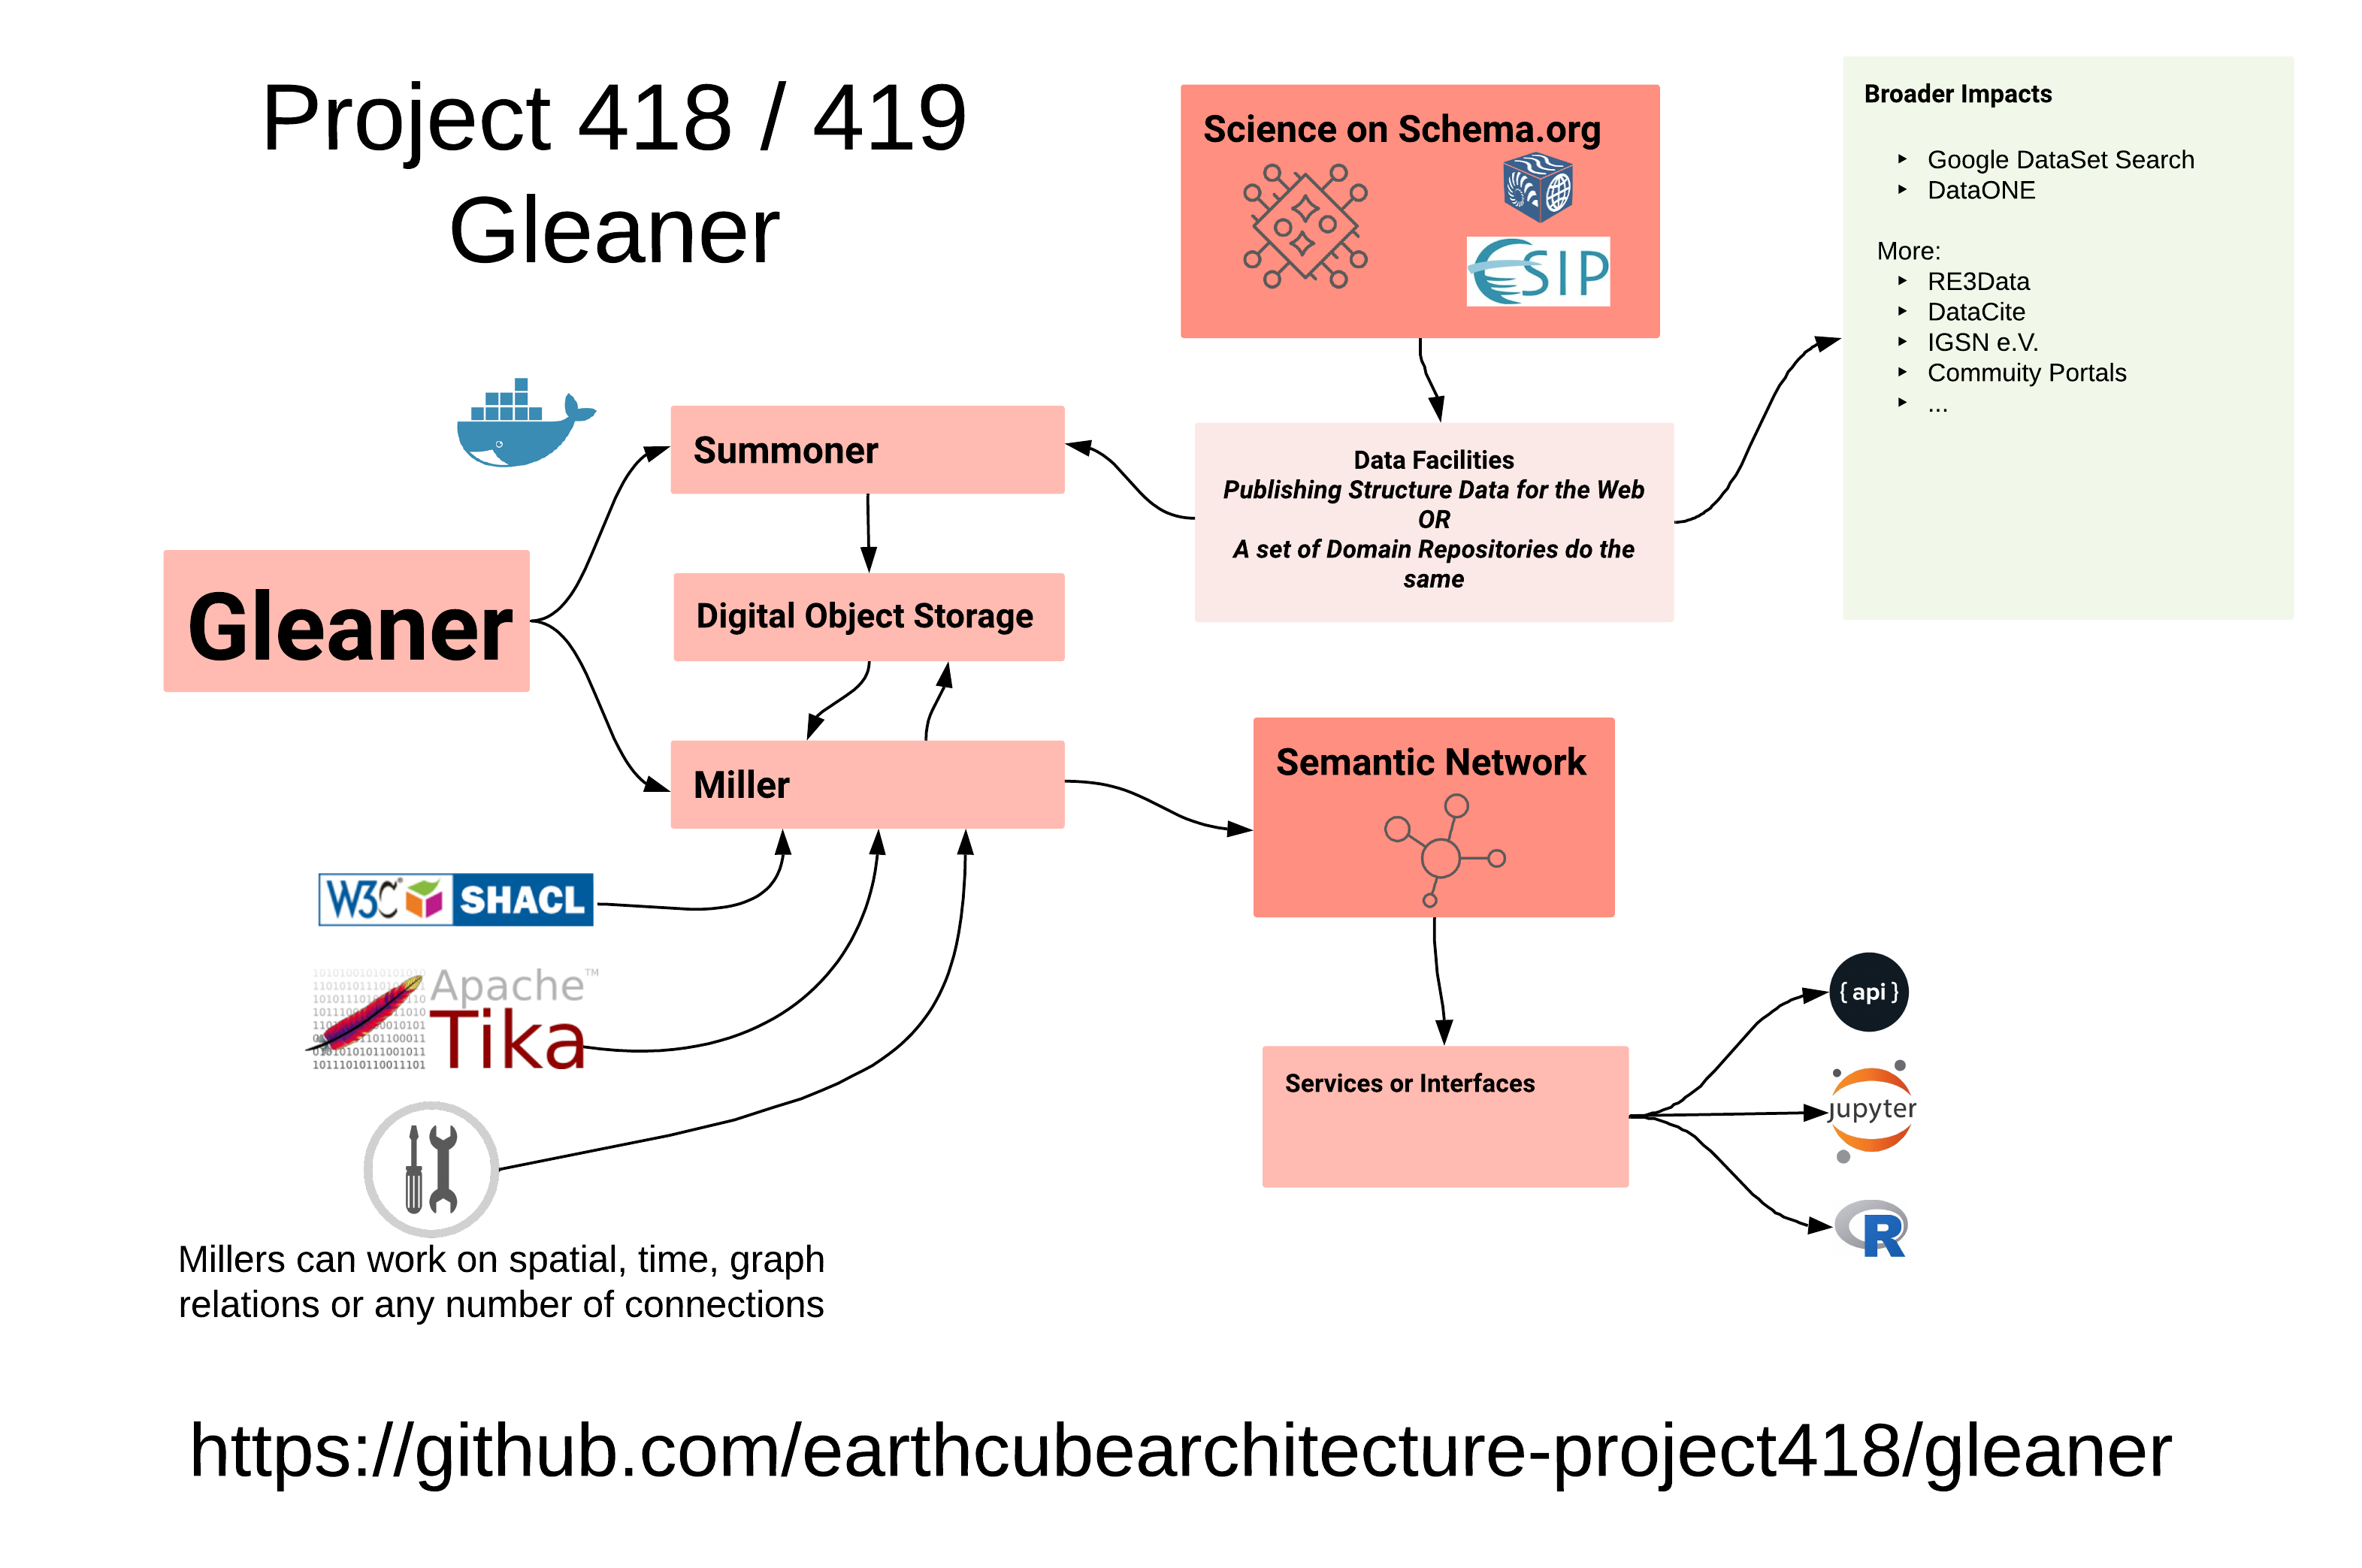 Project 418 / 419
Gleaner
Science on Schema.org
ESIP
Broader Impacts
‣ Google DataSet Search
‣ DataONE
More:
‣ RE3Data
‣ DataCite
‣ IGSN e.V.
‣ Commuity Portals
‣ ...
Summoner
Data Facilities
Publishing Structure Data for the Web
OR
A set of Domain Repositories do the
same
Gleaner
Digital Object Storage
Miller
Semantic Network
W3C® SHACL
Apache™
Tika
Services or Interfaces
{ api }
jupyter
R
Millers can work on spatial, time, graph
relations or any number of connections
https://github.com/earthcubearchitecture-project418/gleaner